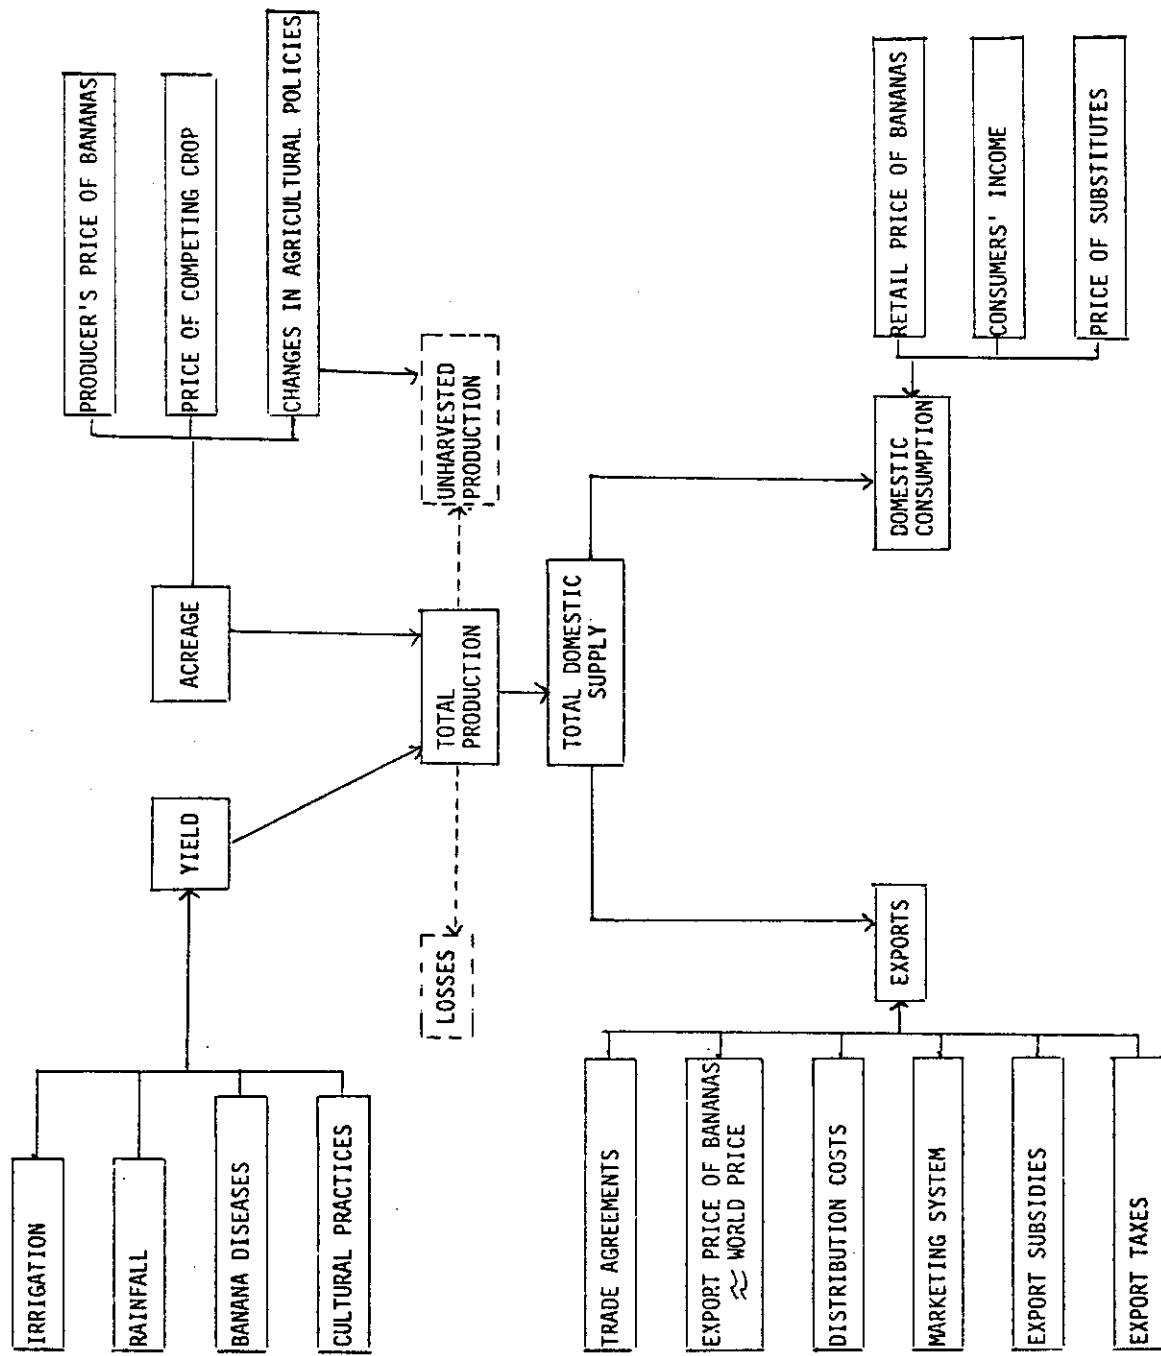 IRRIGATION
RAINFALL
BANANA DISEASES
CULTURAL PRACTICES
YIELD
ACREAGE
PRODUCER'S PRICE OF BANANAS
PRICE OF COMPETING CROP
CHANGES IN AGRICULTURAL POLICIES
LOSSES
TOTAL
PRODUCTION
UNHARVESTED
PRODUCTION
TOTAL DOMESTIC
SUPPLY
TRADE AGREEMENTS
EXPORT PRICE OF BANANAS
≈ WORLD PRICE
DISTRIBUTION COSTS
MARKETING SYSTEM
EXPORT SUBSIDIES
EXPORT TAXES
EXPORTS
DOMESTIC
CONSUMPTION
RETAIL PRICE OF BANANAS
CONSUMERS' INCOME
PRICE OF SUBSTITUTES